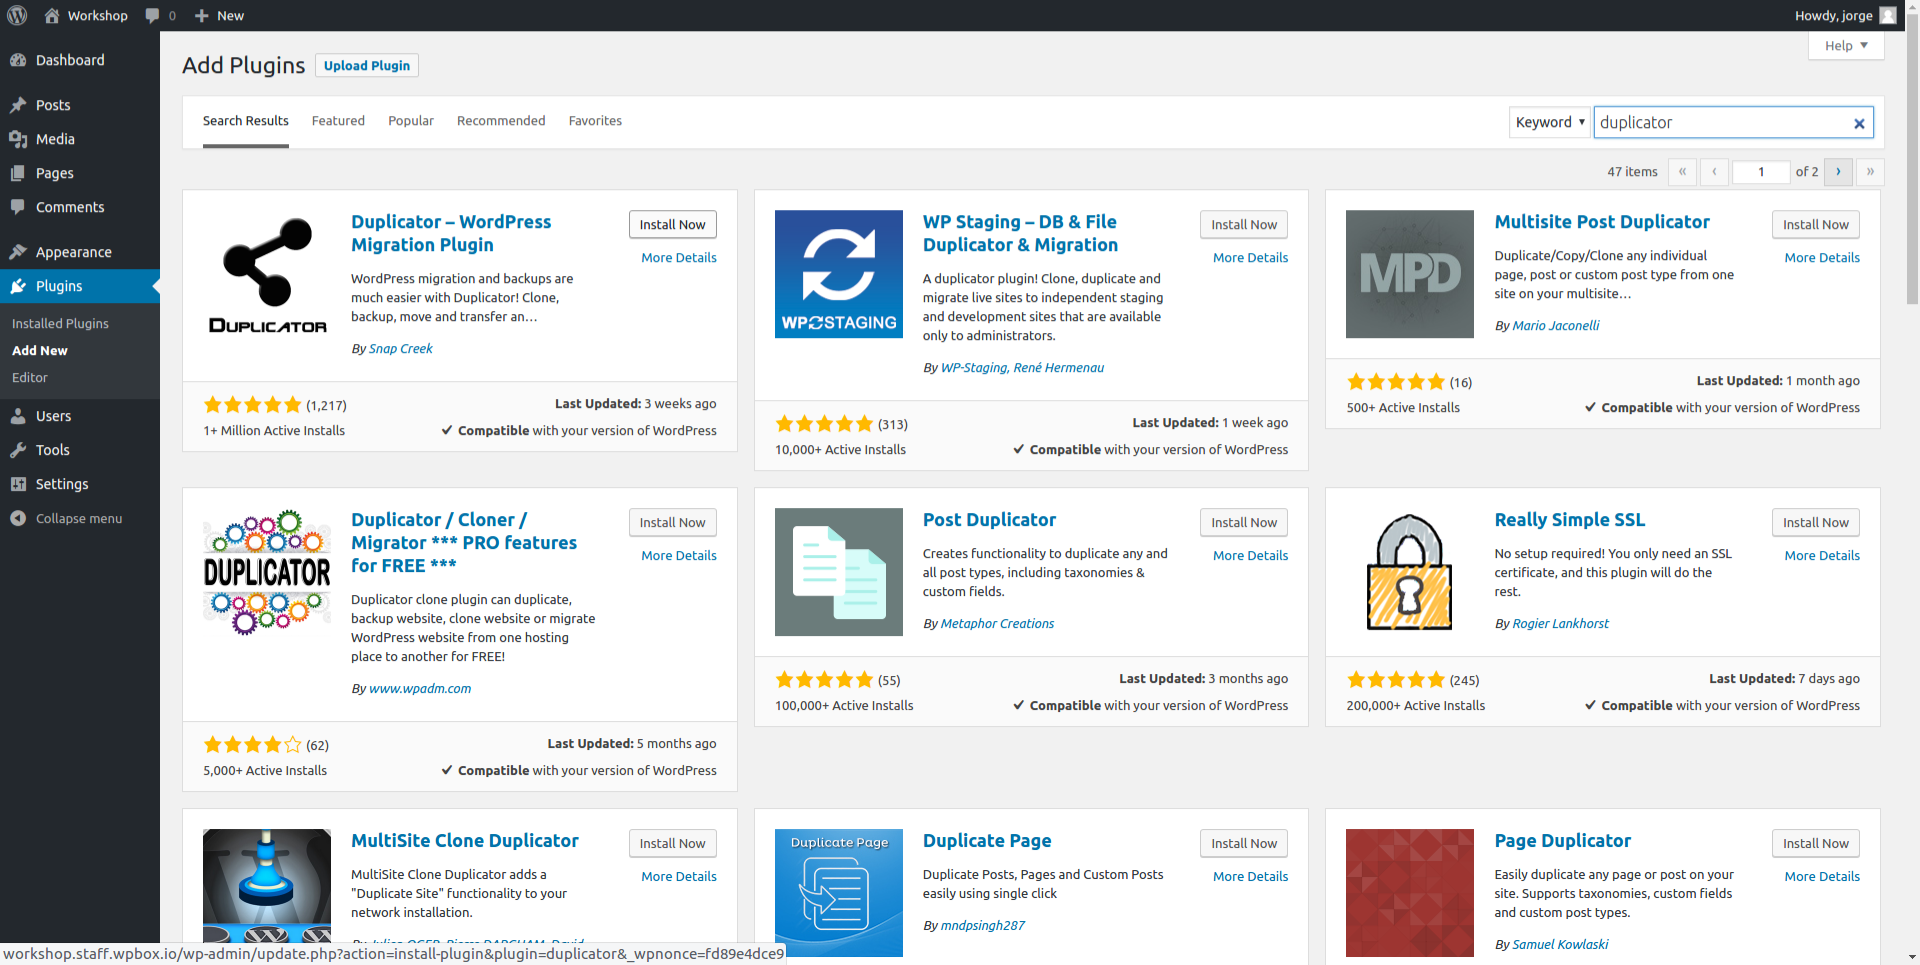 Workshop
0
New
Howdy, jorge
Dashboard
Posts
Media
Pages
Comments
Appearance
Plugins
Installed Plugins
Add New
Editor
Users
Tools
Settings
Collapse menu
Help
Add Plugins
Upload Plugin
Search Results
Featured
Popular
Recommended
Favorites
Keyword
duplicator
47 items
«
‹
1
of 2
›
»
DUPLICATOR
Duplicator – WordPress
Migration Plugin
Install Now
More Details
WordPress migration and backups are
much easier with Duplicator! Clone,
backup, move and transfer an…
By Snap Creek
(1,217)
Last Updated: 3 weeks ago
1+ Million Active Installs
Compatible with your version of WordPress
WP STAGING
WP Staging – DB & File
Duplicator & Migration
Install Now
More Details
A duplicator plugin! Clone, duplicate and
migrate live sites to independent staging
and development sites that are available
only to administrators.
By WP-Staging, René Hermenau
(313)
Last Updated: 1 week ago
10,000+ Active Installs
Compatible with your version of WordPress
MPD
Multisite Post Duplicator
Install Now
More Details
Duplicate/Copy/Clone any individual
page, post or custom post type from one
site on your multisite…
By Mario Jaconelli
(16)
Last Updated: 1 month ago
500+ Active Installs
Compatible with your version of WordPress
DUPLICATOR
Duplicator / Cloner /
Migrator *** PRO features
for FREE ***
Install Now
More Details
Duplicator clone plugin can duplicate,
backup website, clone website or migrate
WordPress website from one hosting
place to another for FREE!
By www.wpadm.com
(62)
Last Updated: 5 months ago
5,000+ Active Installs
Compatible with your version of WordPress
Post Duplicator
Install Now
More Details
Creates functionality to duplicate any and
all post types, including taxonomies &
custom fields.
By Metaphor Creations
(55)
Last Updated: 3 months ago
100,000+ Active Installs
Compatible with your version of WordPress
Really Simple SSL
Install Now
More Details
No setup required! You only need an SSL
certificate, and this plugin will do the
rest.
By Rogier Lankhorst
(245)
Last Updated: 7 days ago
200,000+ Active Installs
Compatible with your version of WordPress
MultiSite Clone Duplicator
Install Now
More Details
MultiSite Clone Duplicator adds a
"Duplicate Site" functionality to your
network installation.
Duplicate Page
Duplicate Page
Install Now
More Details
Duplicate Posts, Pages and Custom Posts
easily using single click
By mndpsingh287
Page Duplicator
Install Now
More Details
Easily duplicate any page or post on your
site. Supports taxonomies, custom fields
and custom post types.
By Samuel Kowlaski
workshop.staff.wpbox.io/wp-admin/update.php?action=install-plugin&plugin=duplicator&_wpnonce=fd89e4dce9